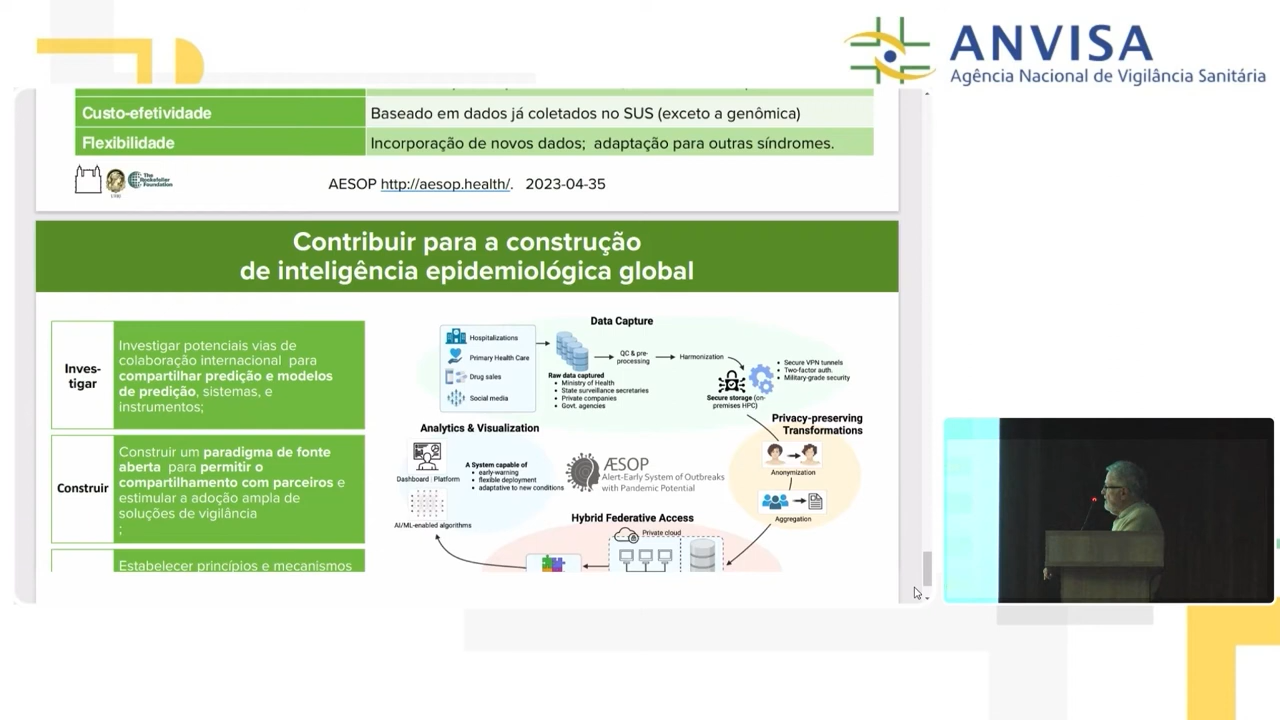 ANVISA
Agência Nacional de Vigilância Sanitária
Custo-efetividade
Baseado em dados já coletados no SUS (exceto a genômica)
Flexibilidade
Incorporação de novos dados; adaptação para outras síndromes.
The
Rockefeller
Foundation
AESOP http://aesop.health/. 2023-04-35
Contribuir para a construção
de inteligência epidemiológica global
Inves-
tigar
Investigar potenciais vias de
colaboração internacional para
compartilhar predição e modelos
de predição, sistemas, e
instrumentos;
Construir
Construir um paradigma de fonte
aberta para permitir o
compartilhamento com parceiros e
estimular a adoção ampla de
soluções de vigilância
;
Estabelecer princípios e mecanismos
Data Capture
Hospitalizations
Primary Health Care
Drug sales
Social media
Raw data captured
• Ministry of Health
• State surveillance secretaries
• Private companies
• Govt. agencies
QC & pre-
processing
Harmonization
Secure storage (on-
premises HPC)
• Secure VPN tunnels
• Two-factor auth.
• Military-grade security
Privacy-preserving
Transformations
Anonymization
Aggregation
Analytics & Visualization
Dashboard | Platform
AI/ML-enabled algorithms
A System capable of
• early-warning
• flexible deployment
• adaptative to new conditions
ÆSOP
Alert-Early System of Outbreaks
with Pandemic Potential
Hybrid Federative Access
Private cloud